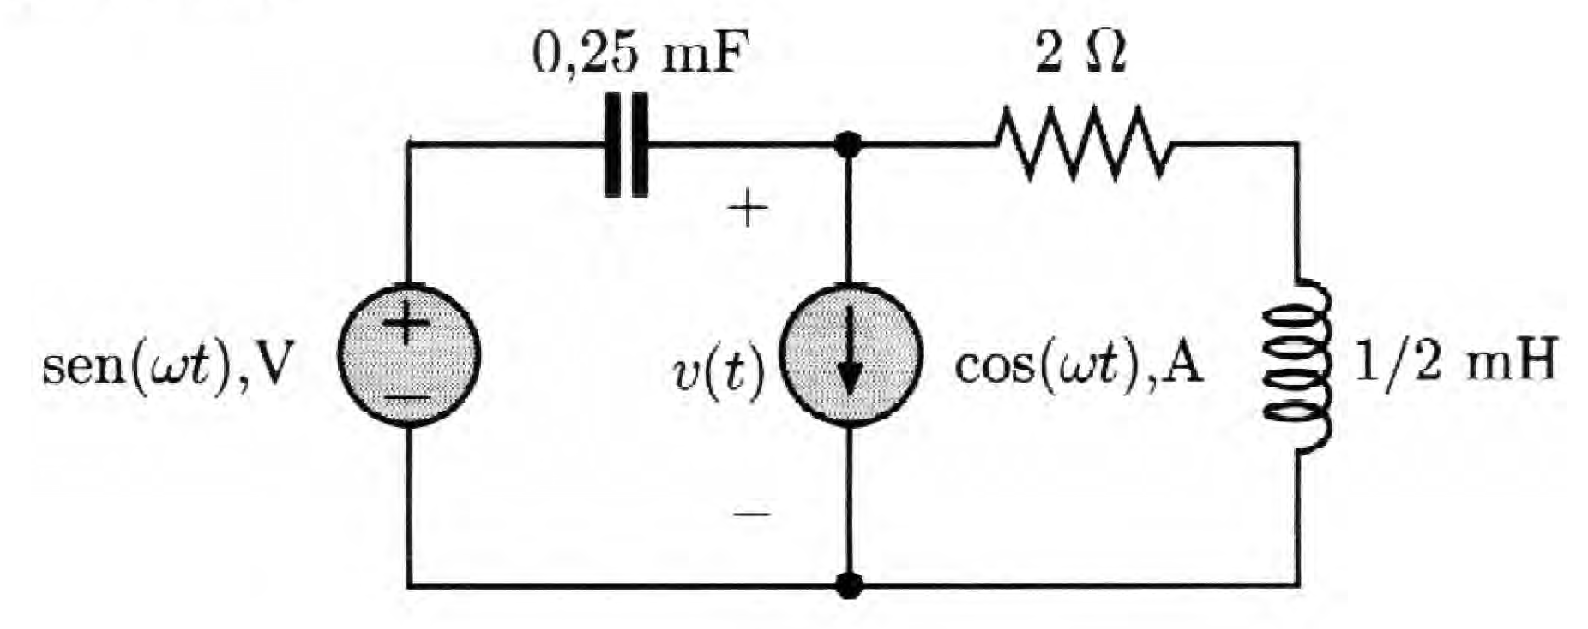 0,25 mF
2 Ω
+
sen(ωt),V
+
−
v(t)
cos(ωt),A
1/2 mH
−